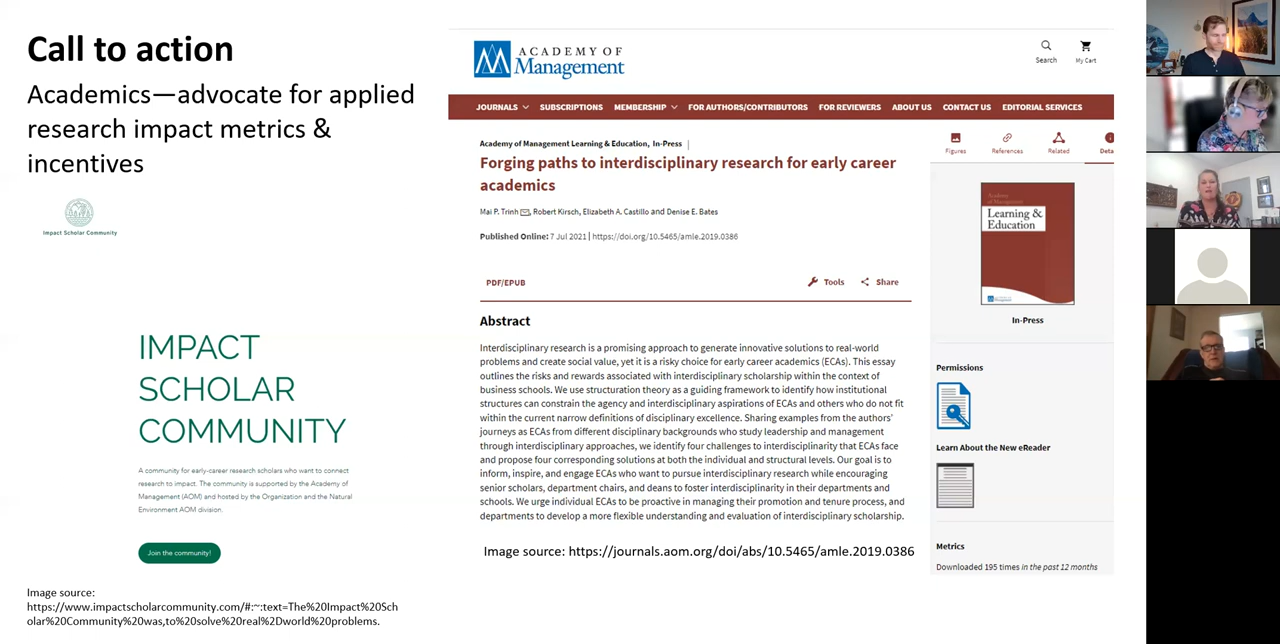 Call to action
Academics—advocate for applied
research impact metrics &
incentives
Impact Scholar Community
IMPACT
SCHOLAR
COMMUNITY
A community for early-career research scholars who want to connect
research to impact. The community is supported by the Academy of
Management (AOM) and hosted by the Organization and the Natural
Environment AOM division.
Join the community!
Image source:
https://www.impactscholarcommunity.com/#:~:text=The%20Impact%20Sch
olar%20Community%20was,to%20solve%20real%2Dworld%20problems.
ACADEMY OF
Management
Search
My Cart
JOURNALS SUBSCRIPTIONS MEMBERSHIP FOR AUTHORS/CONTRIBUTORS FOR REVIEWERS ABOUT US CONTACT US EDITORIAL SERVICES
Academy of Management Learning & Education, In-Press |
Forging paths to interdisciplinary research for early career
academics
Mai P. Trinh, Robert Kirsch, Elizabeth A. Castillo and Denise E. Bates
Published Online: 7 Jul 2021 | https://doi.org/10.5465/amle.2019.0386
PDF/EPUB
Tools
Share
Abstract
Interdisciplinary research is a promising approach to generate innovative solutions to real-world
problems and create social value, yet it is a risky choice for early career academics (ECAs). This essay
outlines the risks and rewards associated with interdisciplinary scholarship within the context of
business schools. We use structuration theory as a guiding framework to identify how institutional
structures can constrain the agency and interdisciplinary aspirations of ECAs and others who do not fit
within the current narrow definitions of disciplinary excellence. Sharing examples from the authors'
journeys as ECAs from different disciplinary backgrounds who study leadership and management
through interdisciplinary approaches, we identify four challenges to interdisciplinarity that ECAs face
and propose four corresponding solutions at both the individual and structural levels. Our goal is to
inform, inspire, and engage ECAs who want to pursue interdisciplinary research while encouraging
senior scholars, department chairs, and deans to foster interdisciplinarity in their departments and
schools. We urge individual ECAs to be proactive in managing their promotion and tenure process, and
departments to develop a more flexible understanding and evaluation of interdisciplinary scholarship.
Image source: https://journals.aom.org/doi/abs/10.5465/amle.2019.0386
Figures
References
Related
Deta
Academy of
Management
Learning &
Education
In-Press
Permissions
Learn About the New eReader
Metrics
Downloaded 195 times in the past 12 months